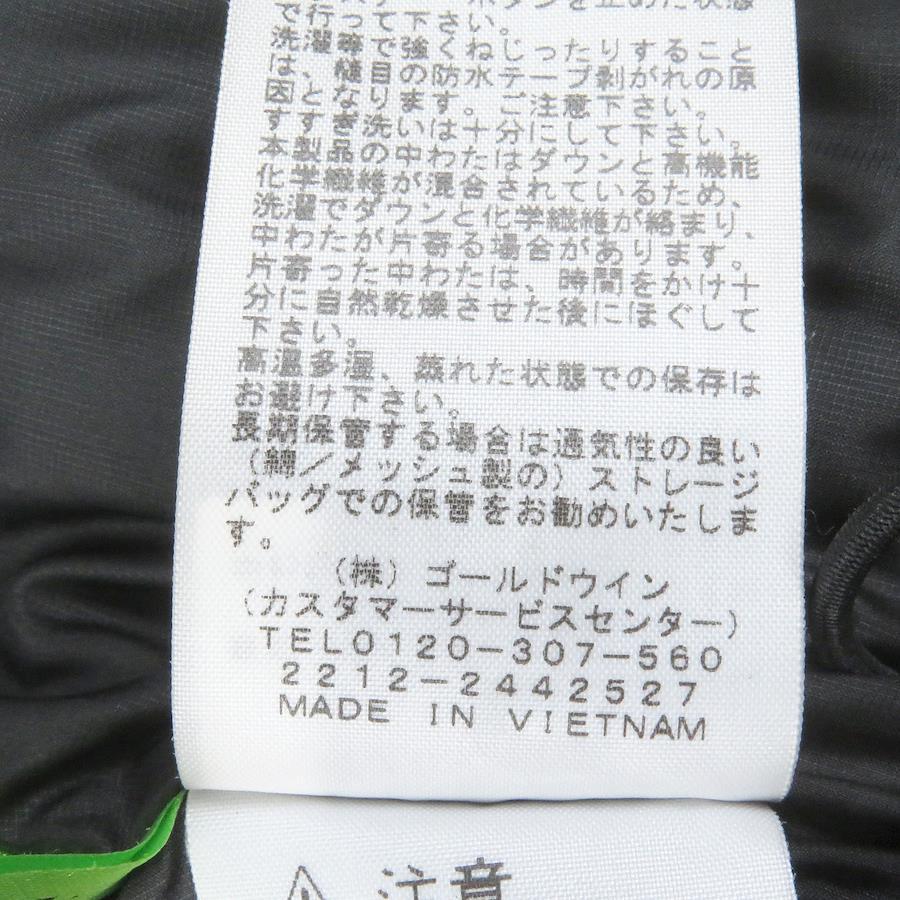 で行って下さい。
洗濯等で強くねじったりすること
は、縫目の防水テープ剥がれの原
因となります。ご注意下さい。
すすぎ洗いは十分にして下さい。
本製品の中わたはダウンと高機能
化学繊維が混合されているため、
洗濯でダウンと化学繊維が絡まり、
中わたが片寄る場合があります。
片寄った中わたは、時間をかけ十
分に自然乾燥させた後にほぐして
下さい。
高温多湿、蒸れた状態での保存は
お避け下さい。
長期保管する場合は通気性の良い
(綿/メッシュ製の)ストレージ
バッグでの保管をお勧めいたしま
す。
(株)ゴールドウイン
(カスタマーサービスセンター)
TEL0120-307-560
2212-2442527
MADE IN VIETNAM
注意